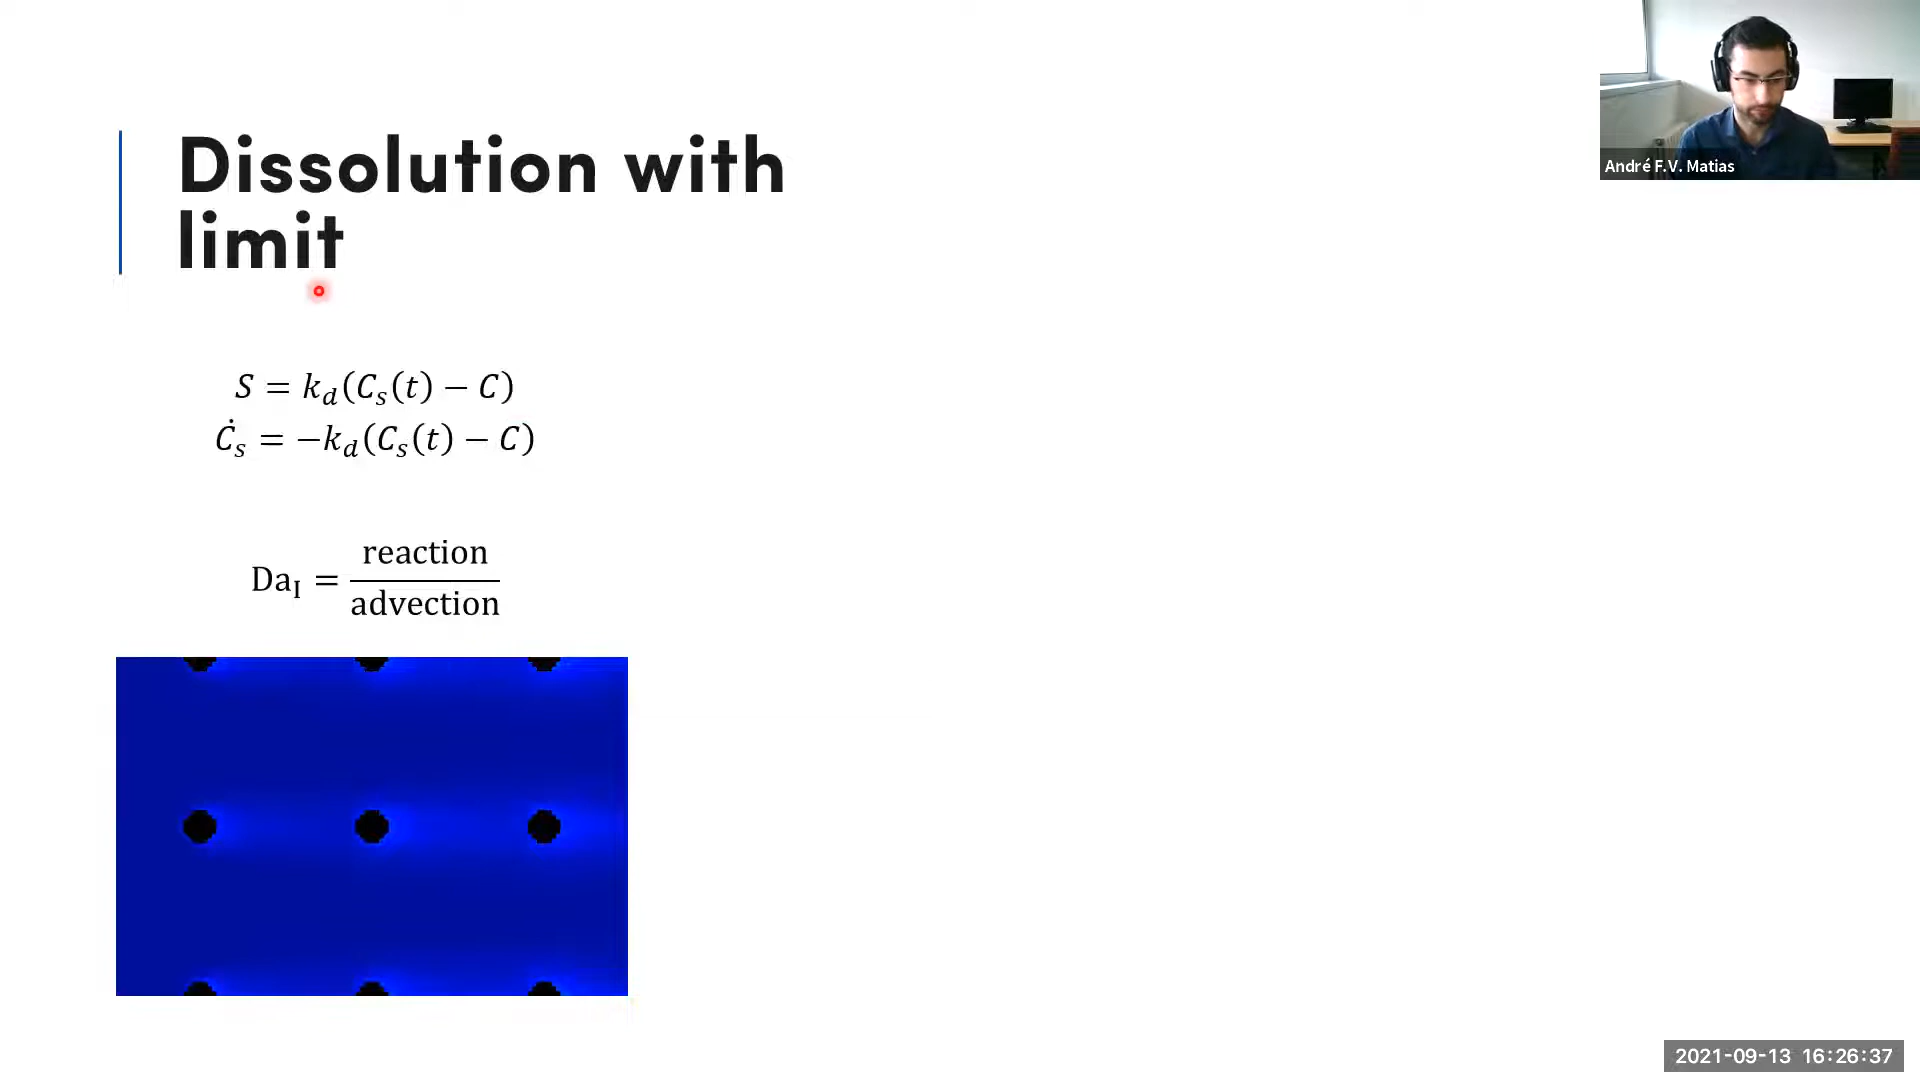 Dissolution with
limit
S = k_d(C_s(t) − C)
Ċ_s = −k_d(C_s(t) − C)
Da_I = reaction / advection
André F.V. Matias
2021-09-13 16:26:37